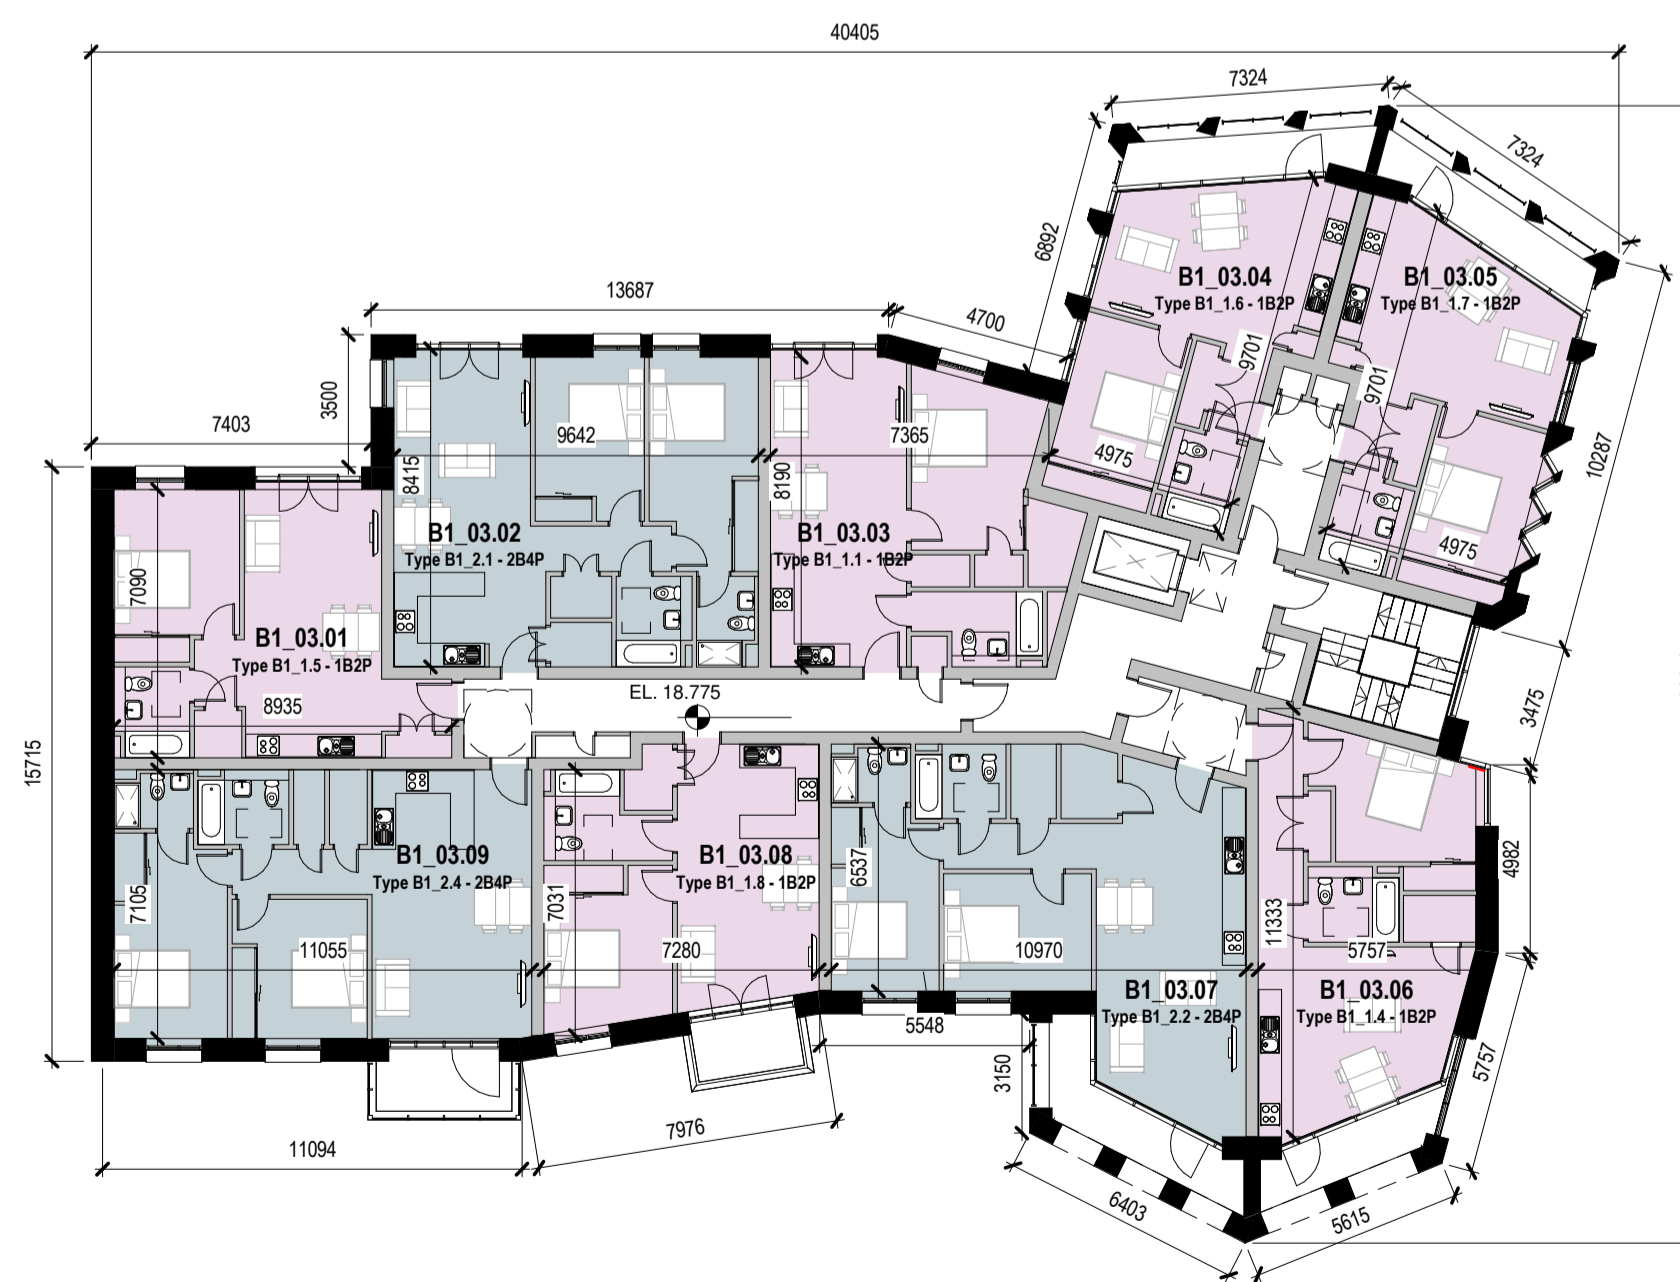 40405
7324
7324
6892
13687
4700
3500
7403
10287
B1_03.04
Type B1_1.6 - 1B2P
B1_03.05
Type B1_1.7 - 1B2P
9701
9701
4975
4975
9642
8415
B1_03.02
Type B1_2.1 - 2B4P
7365
8190
B1_03.03
Type B1_1.1 - 1B2P
7090
B1_03.01
Type B1_1.5 - 1B2P
8935
EL. 18.775
15715
3475
4982
B1_03.09
Type B1_2.4 - 2B4P
7105
11055
B1_03.08
Type B1_1.8 - 1B2P
7031
7280
6537
10970
B1_03.07
Type B1_2.2 - 2B4P
11333
5757
B1_03.06
Type B1_1.4 - 1B2P
5548
3150
5757
7976
11094
6403
5615